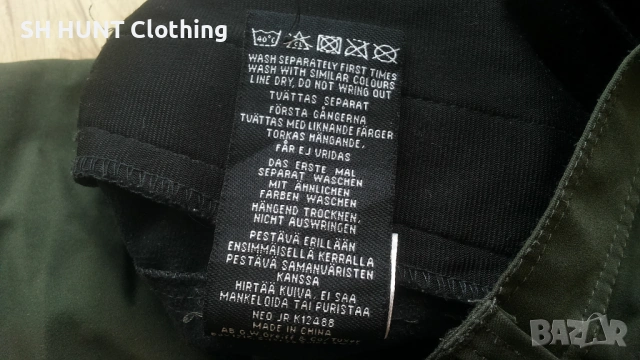 SH HUNT Clothing
40°C
WASH SEPARATELY FIRST TIMES
WASH WITH SIMILAR COLOURS
LINE DRY, DO NOT WRING OUT
TVÄTTAS SEPARAT
FÖRSTA GÅNGERNA
TVÄTTAS MED LIKNANDE FÄRGER
TORKAS HÄNGANDE,
FÅR EJ VRIDAS
DAS ERSTE MAL
SEPARAT WASCHEN
MIT ÄHNLICHEN
FARBEN WASCHEN
HÄNGEND TROCKNEN,
NICHT AUSWRINGEN
PESTÄVÄ ERILLÄÄN
ENSIMMÄISELLÄ KERRALLA
PESTÄVÄ SAMANVÄRISTEN
KANSSA
HIRTÄÄ KUIVA, EI SAA
MANKELOIDA TAI PURISTAA
NEO JR K12488
MADE IN CHINA
BAZAR.BG